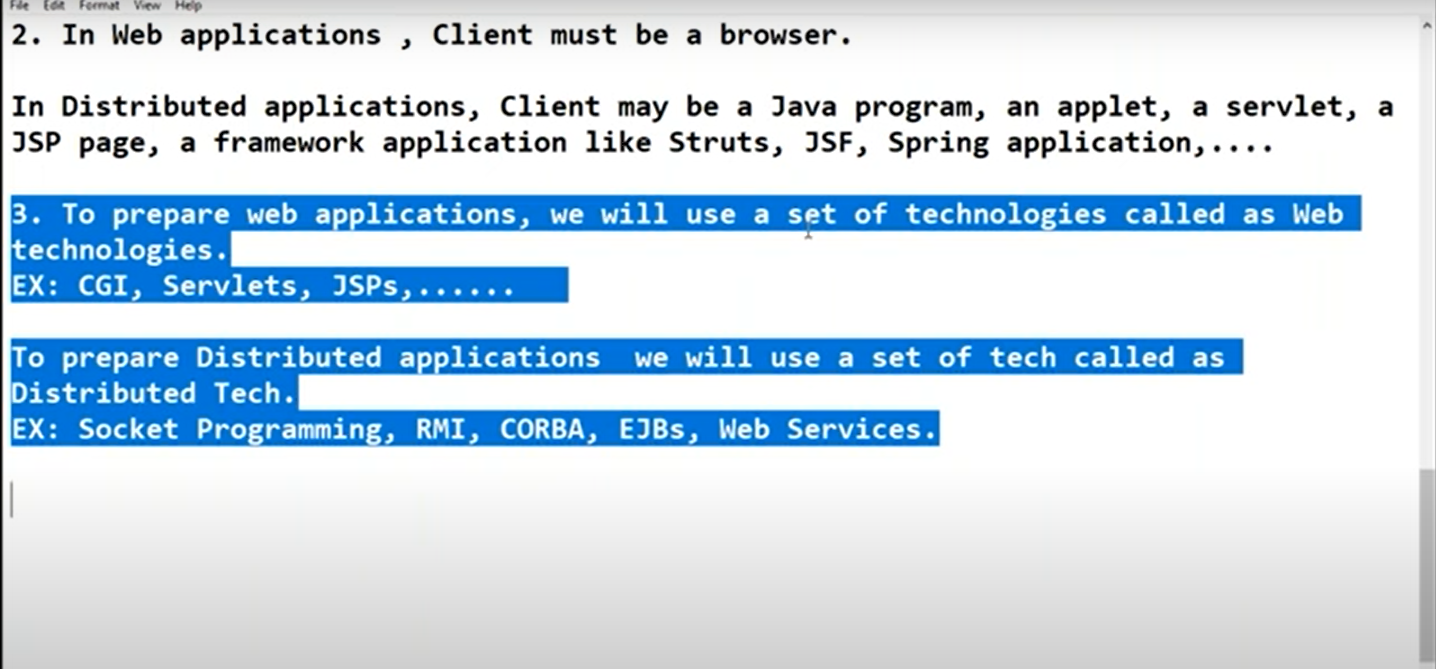 File Edit Format View Help
2. In Web applications , Client must be a browser.
In Distributed applications, Client may be a Java program, an applet, a servlet, a
JSP page, a framework application like Struts, JSF, Spring application,....
3. To prepare web applications, we will use a set of technologies called as Web
technologies.
EX: CGI, Servlets, JSPs,......
To prepare Distributed applications  we will use a set of tech called as
Distributed Tech.
EX: Socket Programming, RMI, CORBA, EJBs, Web Services.